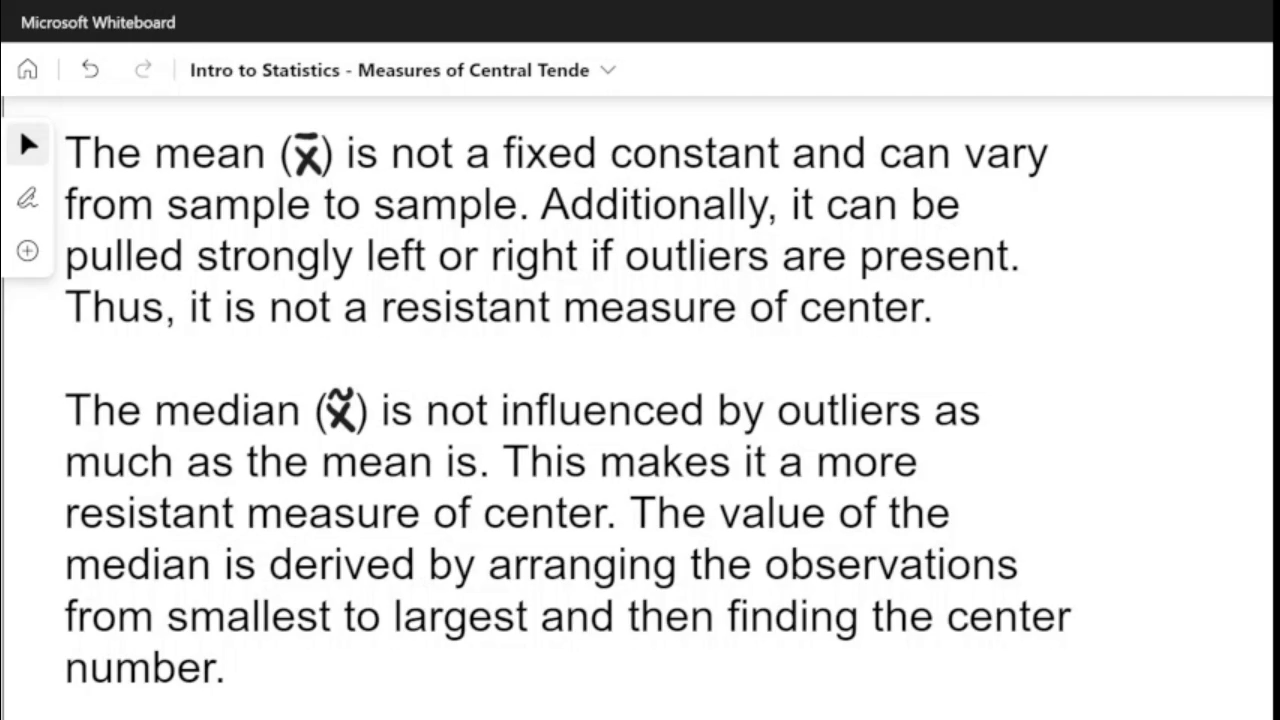 Microsoft Whiteboard
Intro to Statistics - Measures of Central Tende
The mean (x̄) is not a fixed constant and can vary
from sample to sample. Additionally, it can be
pulled strongly left or right if outliers are present.
Thus, it is not a resistant measure of center.
The median (x̃) is not influenced by outliers as
much as the mean is. This makes it a more
resistant measure of center. The value of the
median is derived by arranging the observations
from smallest to largest and then finding the center
number.